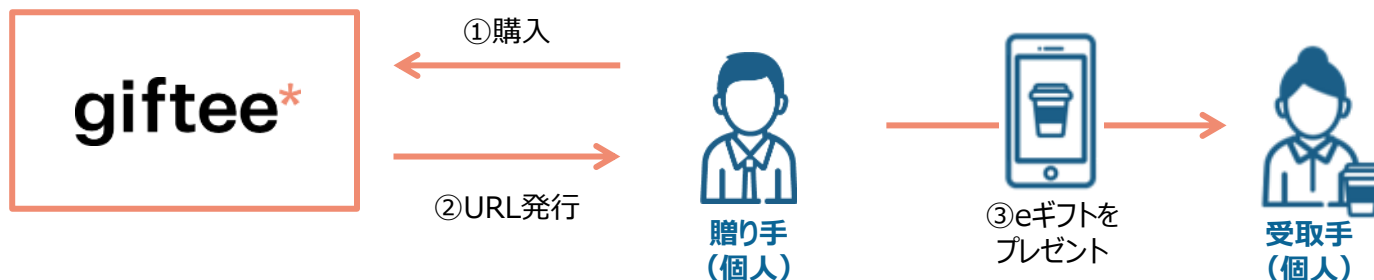 ①購入
giftee*
②URL発行
贈り手
（個人）
③eギフトを
プレゼント
受取手
（個人）